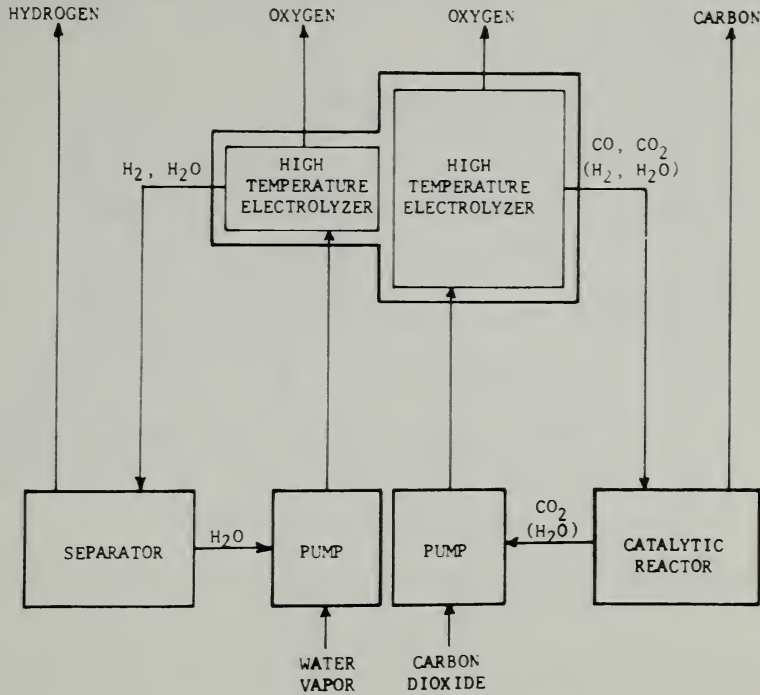 HYDROGEN
OXYGEN
OXYGEN
CARBON
H2, H2O
HIGH
TEMPERATURE
ELECTROLYZER
HIGH
TEMPERATURE
ELECTROLYZER
CO, CO2
(H2, H2O)
SEPARATOR
H2O
PUMP
PUMP
CO2
(H2O)
CATALYTIC
REACTOR
WATER
VAPOR
CARBON
DIOXIDE